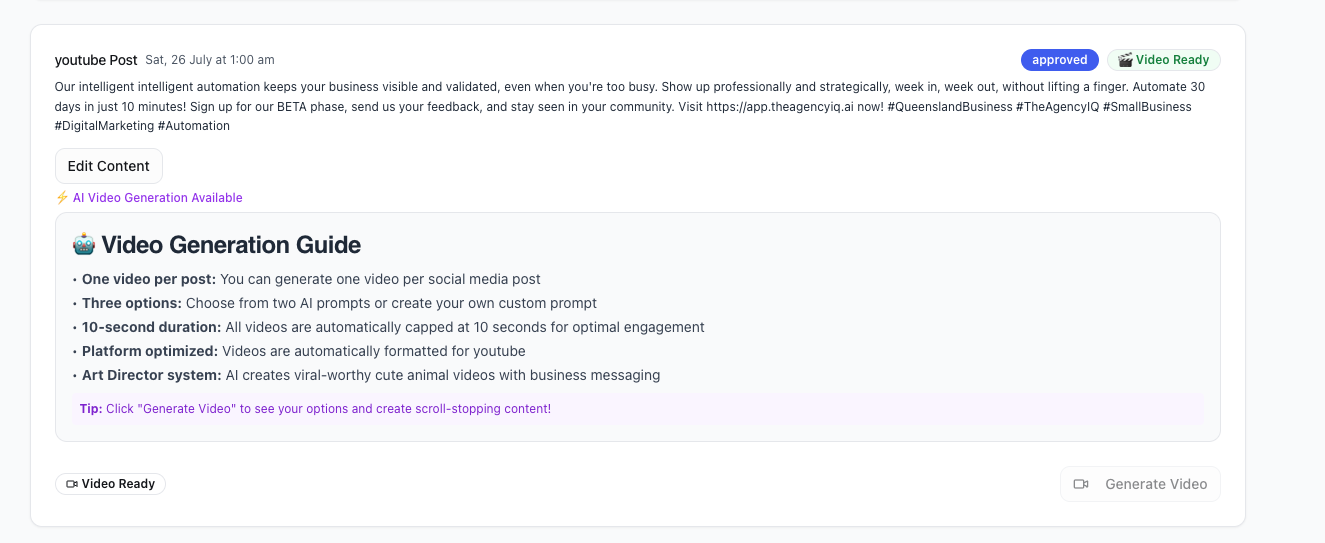 youtube Post Sat, 26 July at 1:00 am approved 🎬 Video Ready
Our intelligent intelligent automation keeps your business visible and validated, even when you're too busy. Show up professionally and strategically, week in, week out, without lifting a finger. Automate 30
days in just 10 minutes! Sign up for our BETA phase, send us your feedback, and stay seen in your community. Visit https://app.theagencyiq.ai now! #QueenslandBusiness #TheAgencyIQ #SmallBusiness
#DigitalMarketing #Automation
Edit Content
⚡ AI Video Generation Available
🤖 Video Generation Guide
• One video per post: You can generate one video per social media post
• Three options: Choose from two AI prompts or create your own custom prompt
• 10-second duration: All videos are automatically capped at 10 seconds for optimal engagement
• Platform optimized: Videos are automatically formatted for youtube
• Art Director system: AI creates viral-worthy cute animal videos with business messaging
Tip: Click "Generate Video" to see your options and create scroll-stopping content!
Video Ready Generate Video